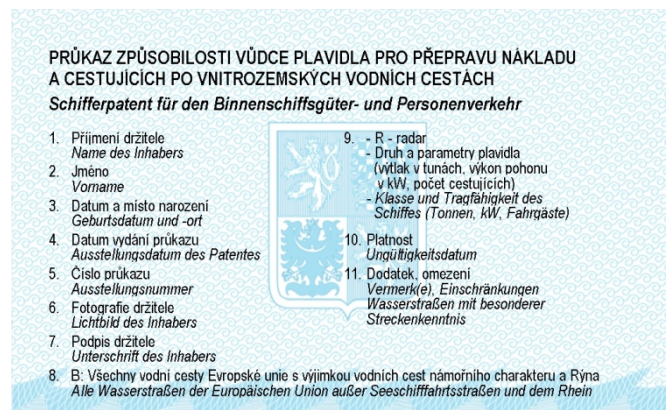 PRŮKAZ ZPŮSOBILOSTI VŮDCE PLAVIDLA PRO PŘEPRAVU NÁKLADU
A CESTUJÍCÍCH PO VNITROZEMSKÝCH VODNÍCH CESTÁCH
Schifferpatent für den Binnenschiffsgüter- und Personenverkehr
1. Příjmení držitele
Name des Inhabers
2. Jméno
Vorname
3. Datum a místo narození
Geburtsdatum und -ort
4. Datum vydání průkazu
Ausstellungsdatum des Patentes
5. Číslo průkazu
Ausstellungsnummer
6. Fotografie držitele
Lichtbild des Inhabers
7. Podpis držitele
Unterschrift des Inhabers
8. B: Všechny vodní cesty Evropské unie s výjimkou vodních cest námořního charakteru a Rýna
Alle Wasserstraßen der Europäischen Union außer Seeschifffahrtsstraßen und dem Rhein
9. - R - radar
- Druh a parametry plavidla
(výtlak v tunách, výkon pohonu
v kW, počet cestujících)
- Klasse und Tragfähigkeit des
Schiffes (Tonnen, kW, Fahrgäste)
10. Platnost
Ungültigkeitsdatum
11. Dodatek, omezení
Vermerk(e), Einschränkungen
Wasserstraßen mit besonderer
Streckenkenntnis